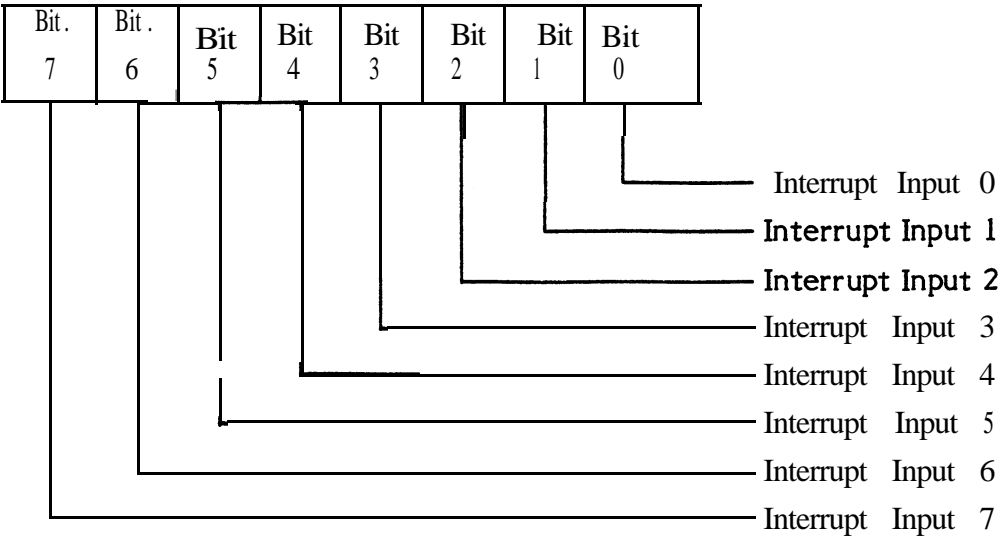 Bit. Bit. Bit Bit Bit Bit Bit Bit
7 6 5 4 3 2 1 0
Interrupt Input 0
Interrupt Input 1
Interrupt Input 2
Interrupt Input 3
Interrupt Input 4
Interrupt Input 5
Interrupt Input 6
Interrupt Input 7